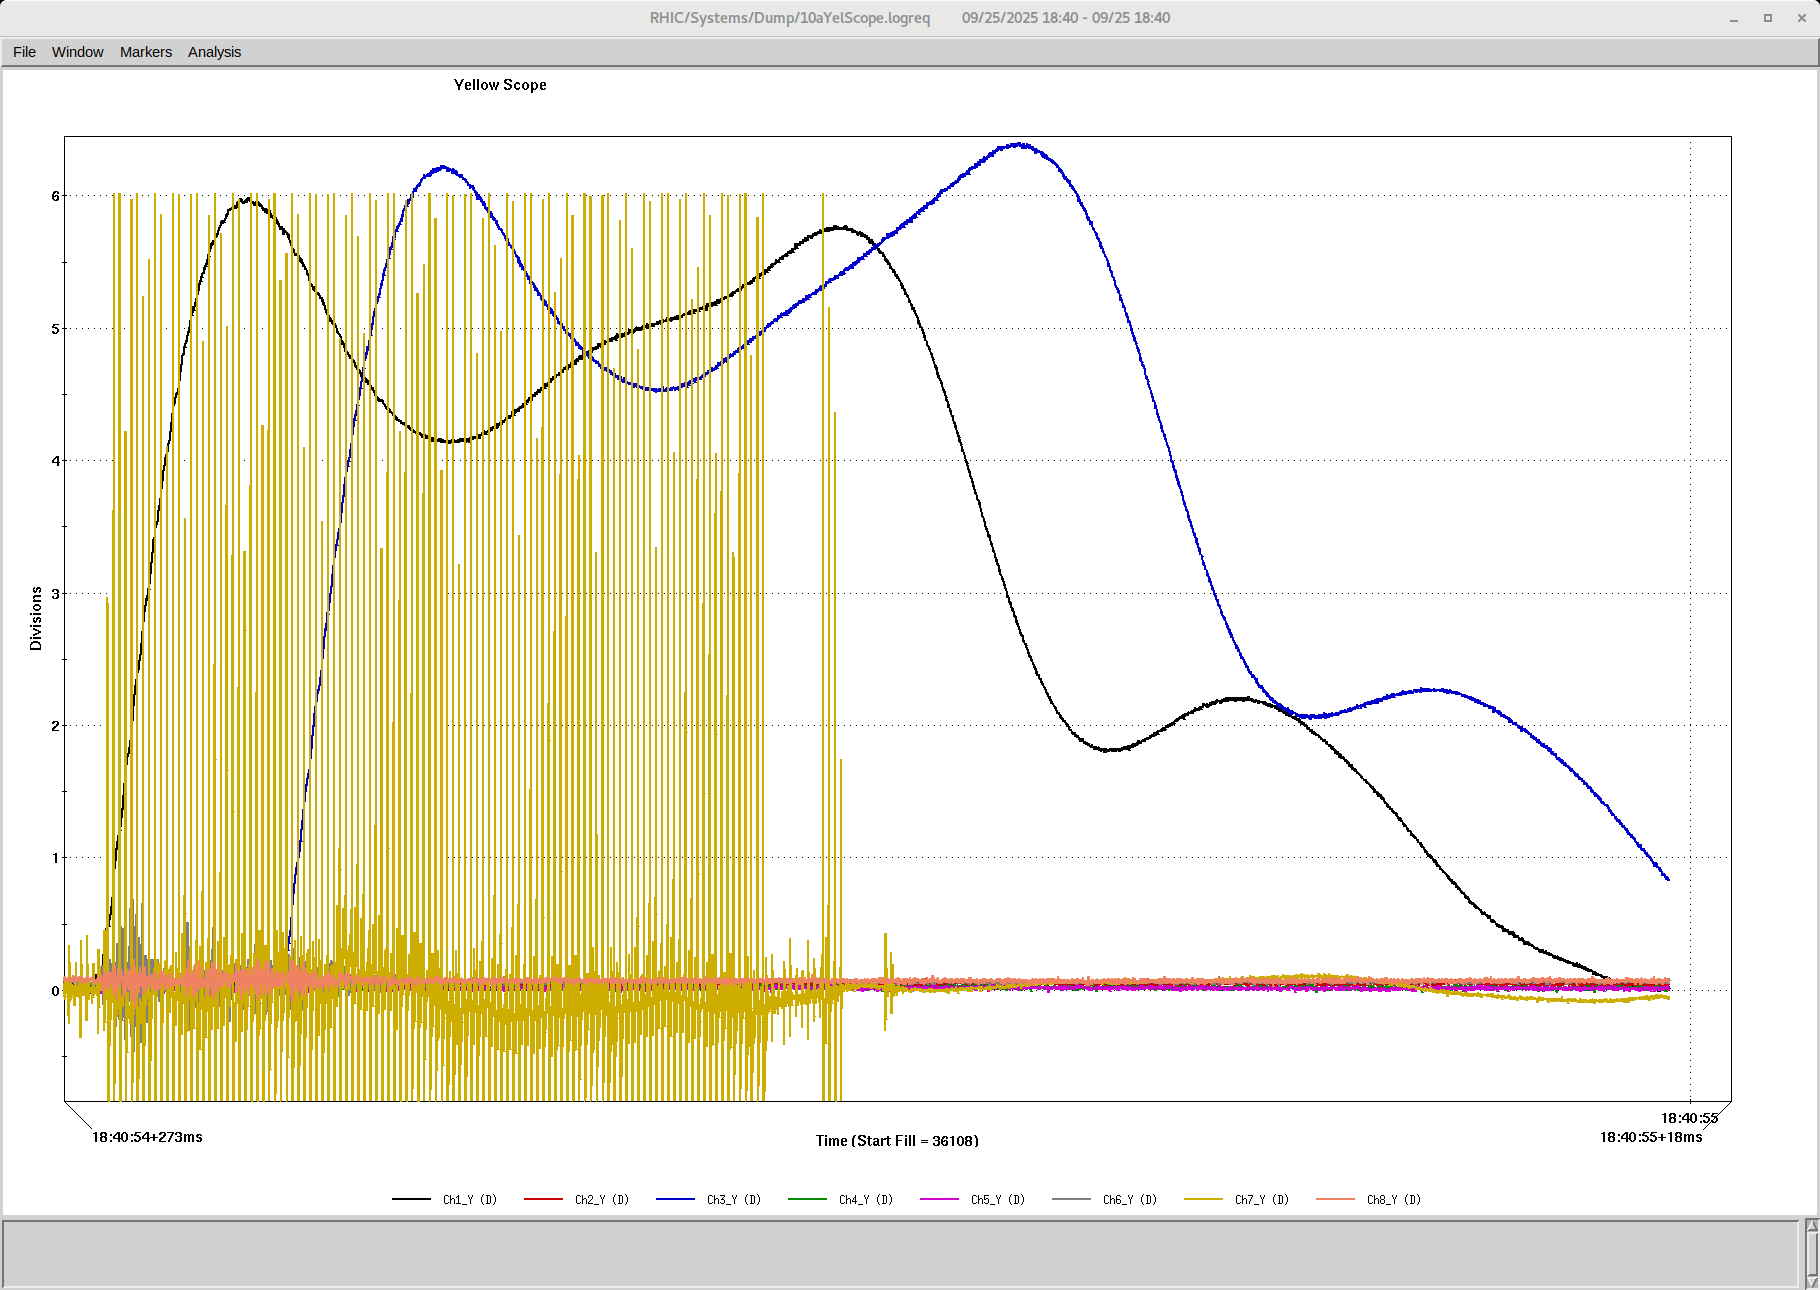 RHIC/Systems/Dump/10aYelScope.logreq 09/25/2025 18:40 - 09/25 18:40
File Window Markers Analysis
Yellow Scope
6
5
4
3
2
1
0
Divisions
18:40:55
18:40:54+273ms
Time (Start Fill = 36108)
18:40:55+18ms
Ch1_Y (D) Ch2_Y (D) Ch3_Y (D) Ch4_Y (D) Ch5_Y (D) Ch6_Y (D) Ch7_Y (D) Ch8_Y (D)